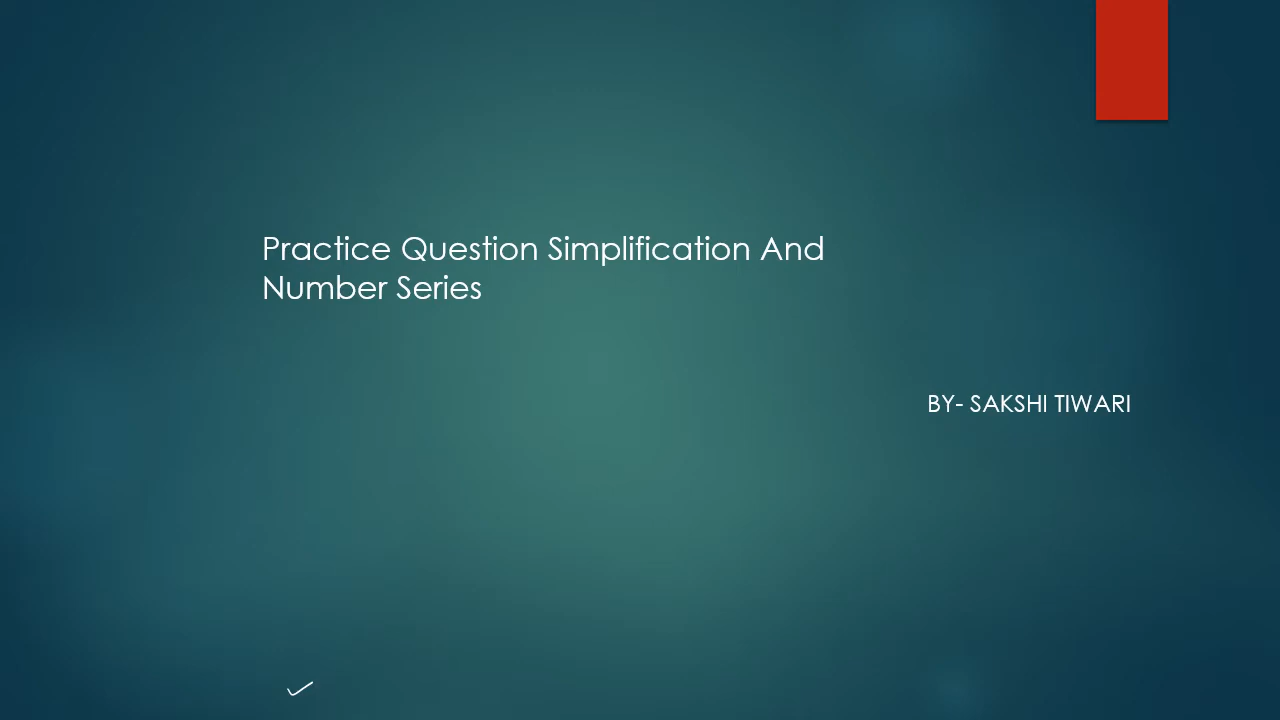 Practice Question Simplification And
Number Series
BY- SAKSHI TIWARI